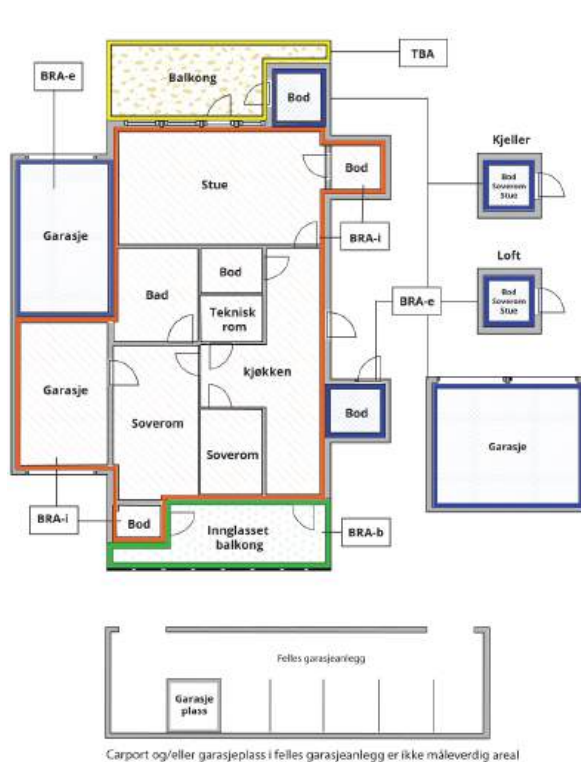 TBA
Balkong
BRA-e
Bod
Kjeller
Bod
Soverom
Stue
Stue
Bod
Garasje
BRA-i
Loft
Bod
Soverom
Stue
Bad
Bod
Teknisk
rom
BRA-e
kjøkken
Garasje
Soverom
Bod
Soverom
Garasje
BRA-i
Bod
Innglasset
balkong
BRA-b
Felles garasjeanlegg
Garasje
plass
Carport og/eller garasjeplass i felles garasjeanlegg er ikke måleverdig areal